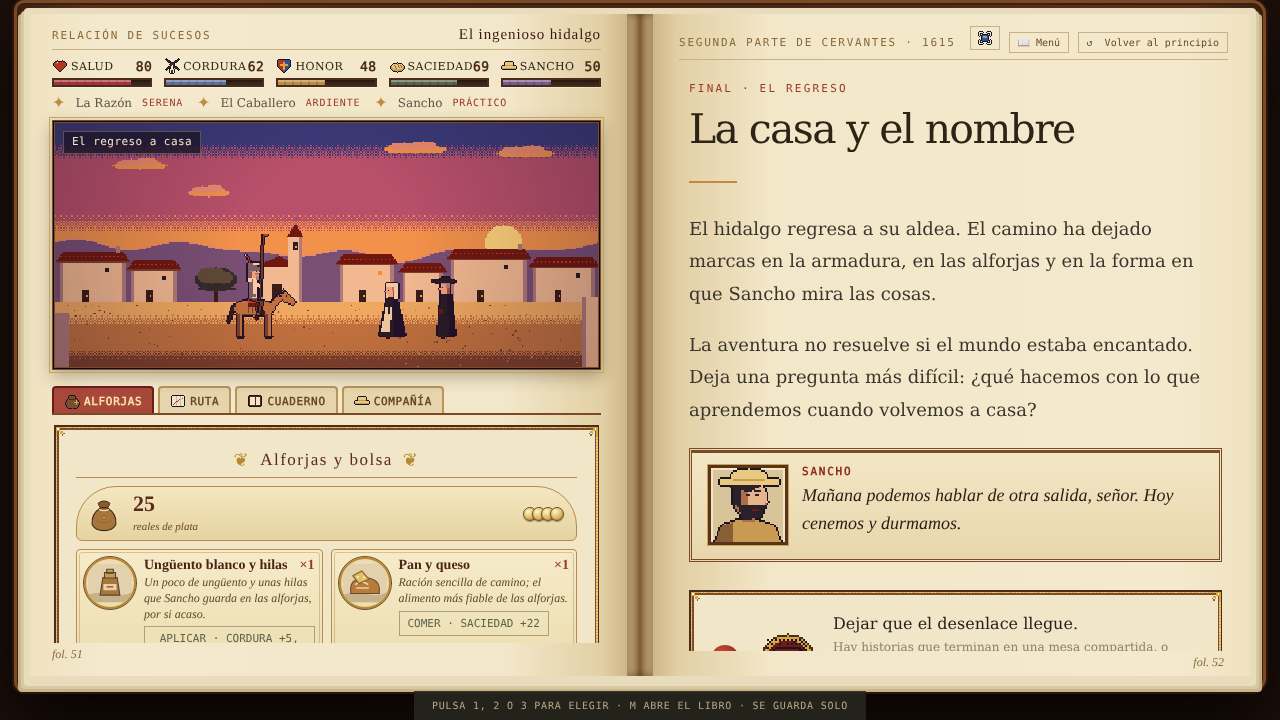 RELACIÓN DE SUCESOS
El ingenioso hidalgo
SALUD 80
CORDURA 62
HONOR 48
SACIEDAD 69
SANCHO 50
La Razón SERENA
El Caballero ARDIENTE
Sancho PRÁCTICO
El regreso a casa
ALFORJAS
RUTA
CUADERNO
COMPAÑÍA
Alforjas y bolsa
25
reales de plata
Ungüento blanco y hilas ×1
Un poco de ungüento y unas hilas
que Sancho guarda en las alforjas,
por si acaso.
APLICAR · CORDURA +5,
Pan y queso ×1
Ración sencilla de camino; el
alimento más fiable de las alforjas.
COMER · SACIEDAD +22
fol. 51
SEGUNDA PARTE DE CERVANTES · 1615
Menú
↺ Volver al principio
FINAL · EL REGRESO
La casa y el nombre
El hidalgo regresa a su aldea. El camino ha dejado
marcas en la armadura, en las alforjas y en la forma en
que Sancho mira las cosas.
La aventura no resuelve si el mundo estaba encantado.
Deja una pregunta más difícil: ¿qué hacemos con lo que
aprendemos cuando volvemos a casa?
SANCHO
Mañana podemos hablar de otra salida, señor. Hoy
cenemos y durmamos.
Dejar que el desenlace llegue.
Hay historias que terminan en una mesa compartida, o
fol. 52
PULSA 1, 2 O 3 PARA ELEGIR · M ABRE EL LIBRO · SE GUARDA SOLO